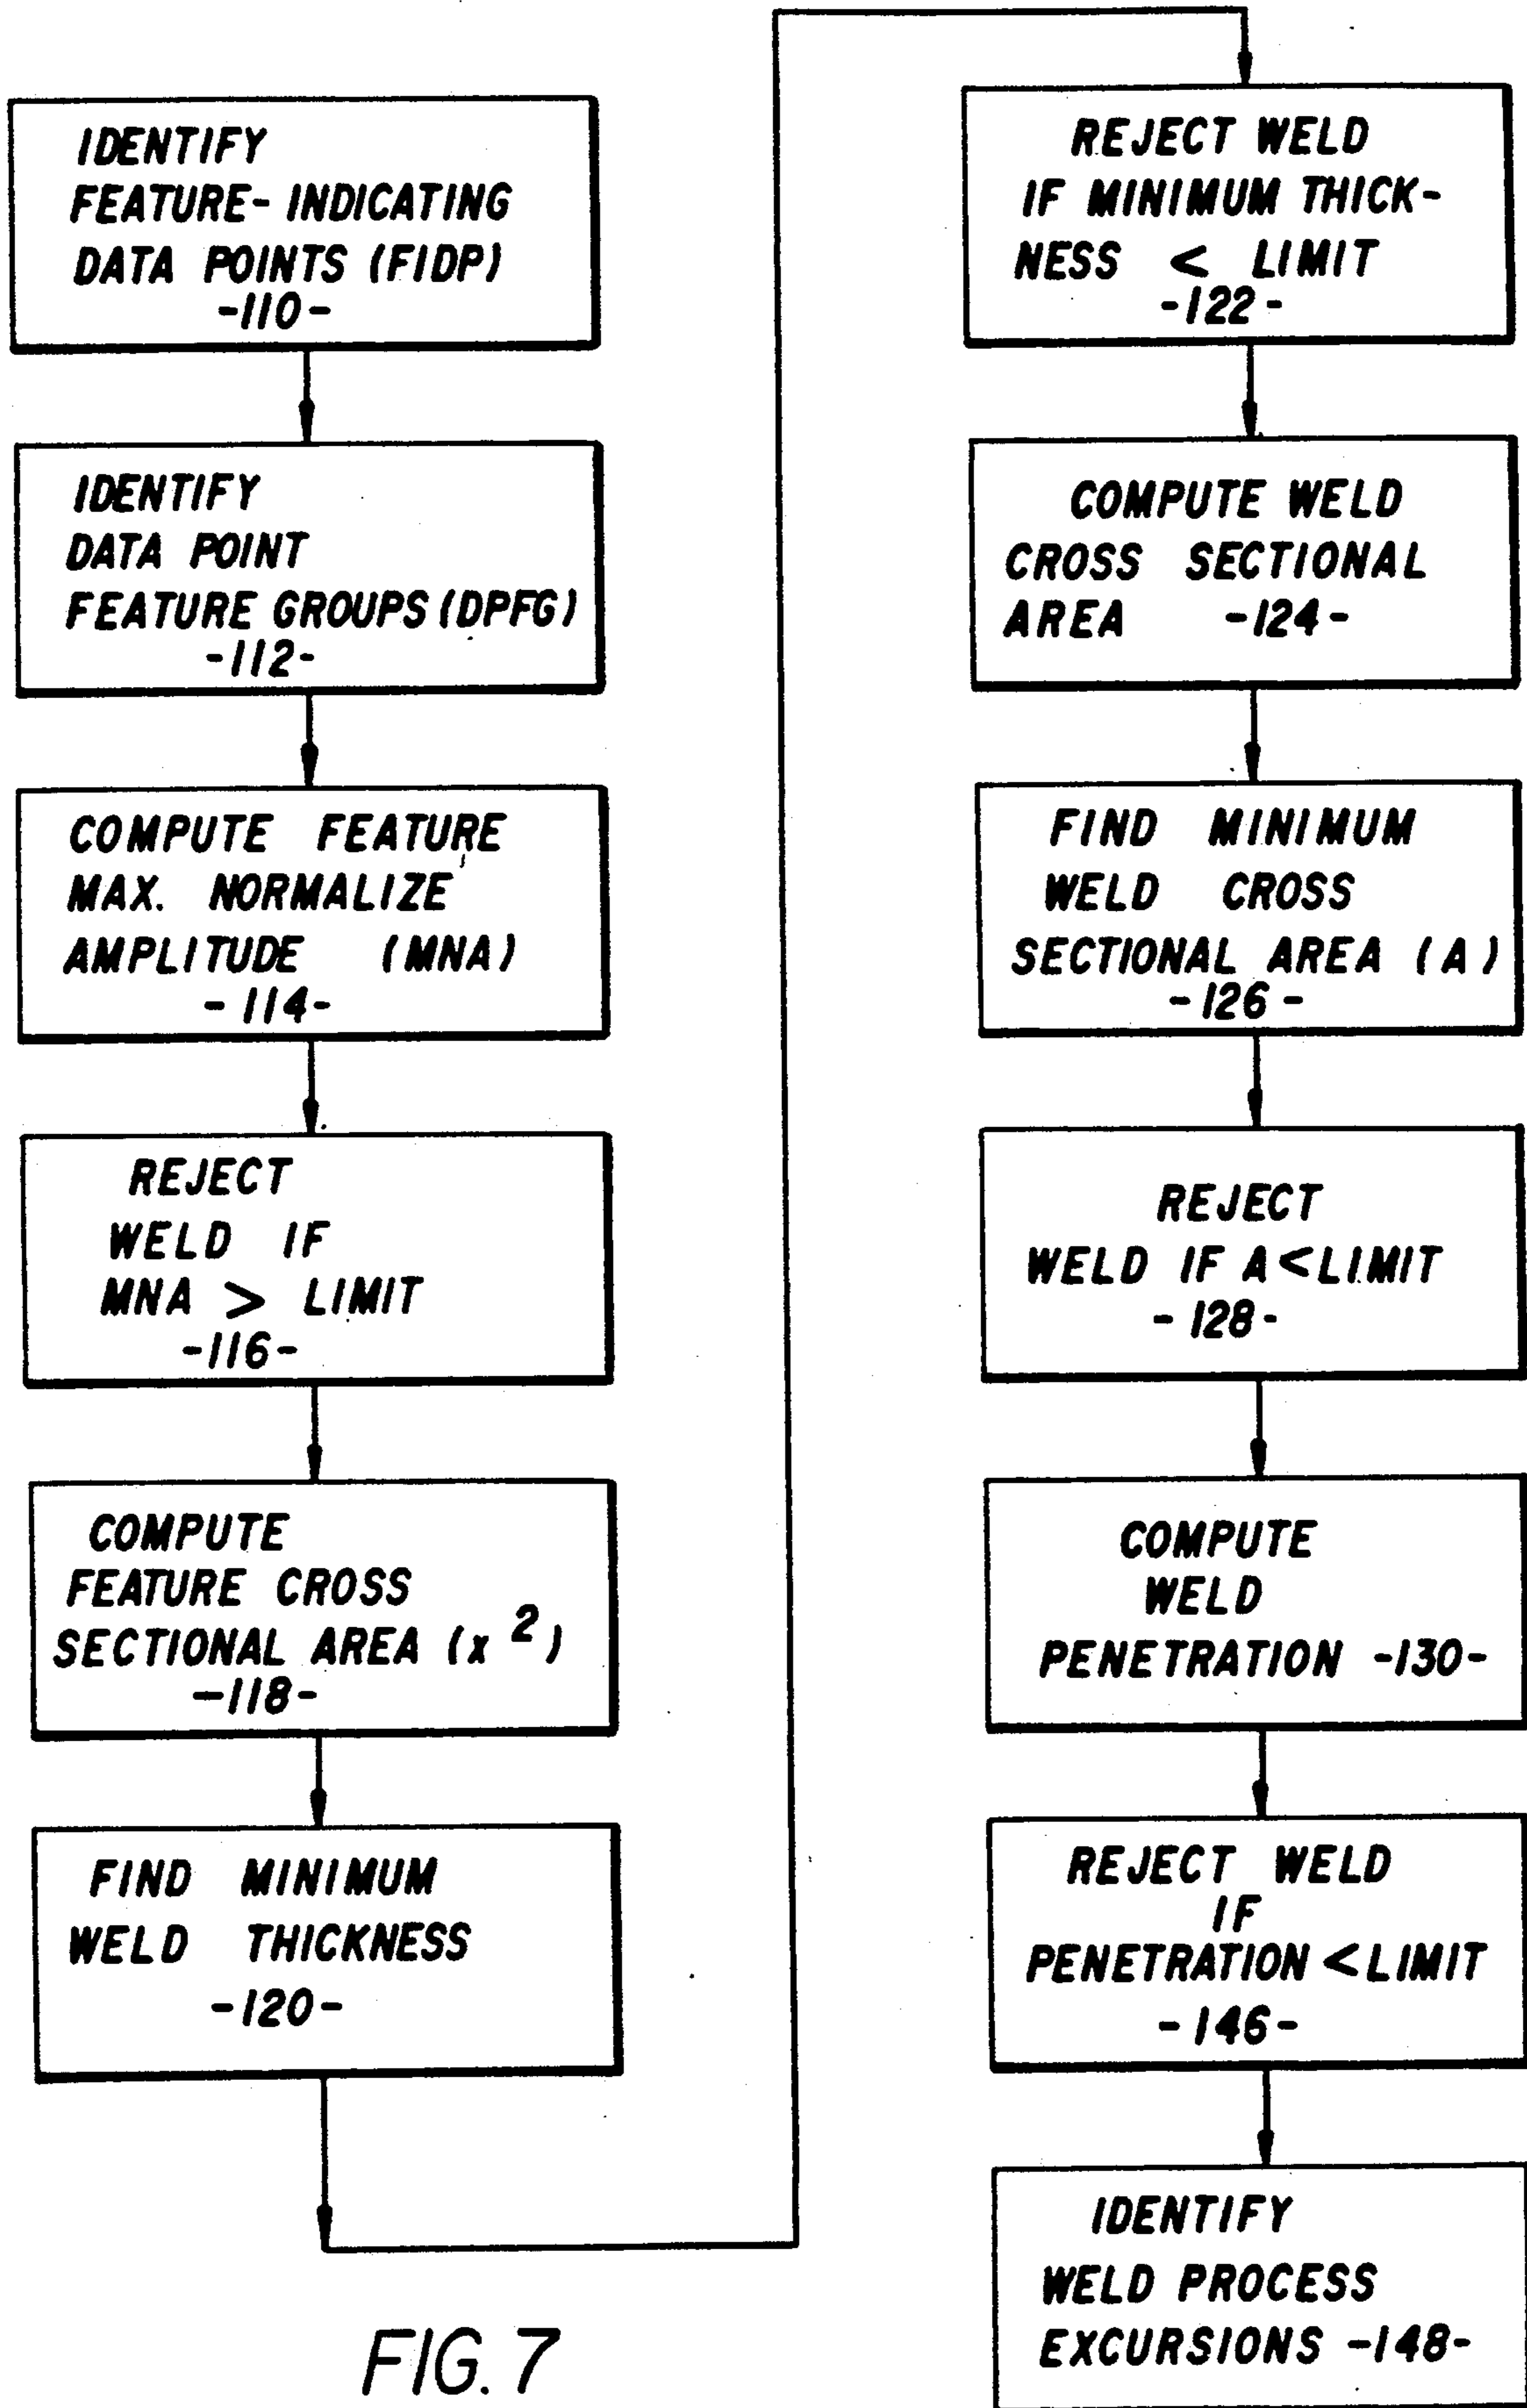 IDENTIFY
FEATURE- INDICATING
DATA POINTS (FIDP)
-110-
IDENTIFY
DATA POINT
FEATURE GROUPS (DPFG)
-112-
COMPUTE FEATURE
MAX. NORMALIZE
AMPLITUDE (MNA)
- 114-
REJECT
WELD IF
MNA > LIMIT
-116-
COMPUTE
FEATURE CROSS
SECTIONAL AREA (x ²)
-118-
FIND MINIMUM
WELD THICKNESS
-120-
REJECT WELD
IF MINIMUM THICK-
NESS < LIMIT
-122-
COMPUTE WELD
CROSS SECTIONAL
AREA -124-
FIND MINIMUM
WELD CROSS
SECTIONAL AREA (A)
-126-
REJECT
WELD IF A<LIMIT
- 128-
COMPUTE
WELD
PENETRATION -130-
REJECT WELD
IF
PENETRATION <LIMIT
- 146-
IDENTIFY
WELD PROCESS
EXCURSIONS -148-
FIG. 7